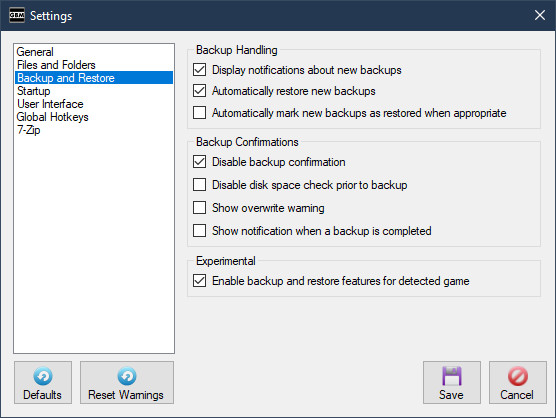 GBM Settings
General
Files and Folders
Backup and Restore
Startup
User Interface
Global Hotkeys
7-Zip
Backup Handling
Display notifications about new backups
Automatically restore new backups
Automatically mark new backups as restored when appropriate
Backup Confirmations
Disable backup confirmation
Disable disk space check prior to backup
Show overwrite warning
Show notification when a backup is completed
Experimental
Enable backup and restore features for detected game
Defaults
Reset Warnings
Save
Cancel